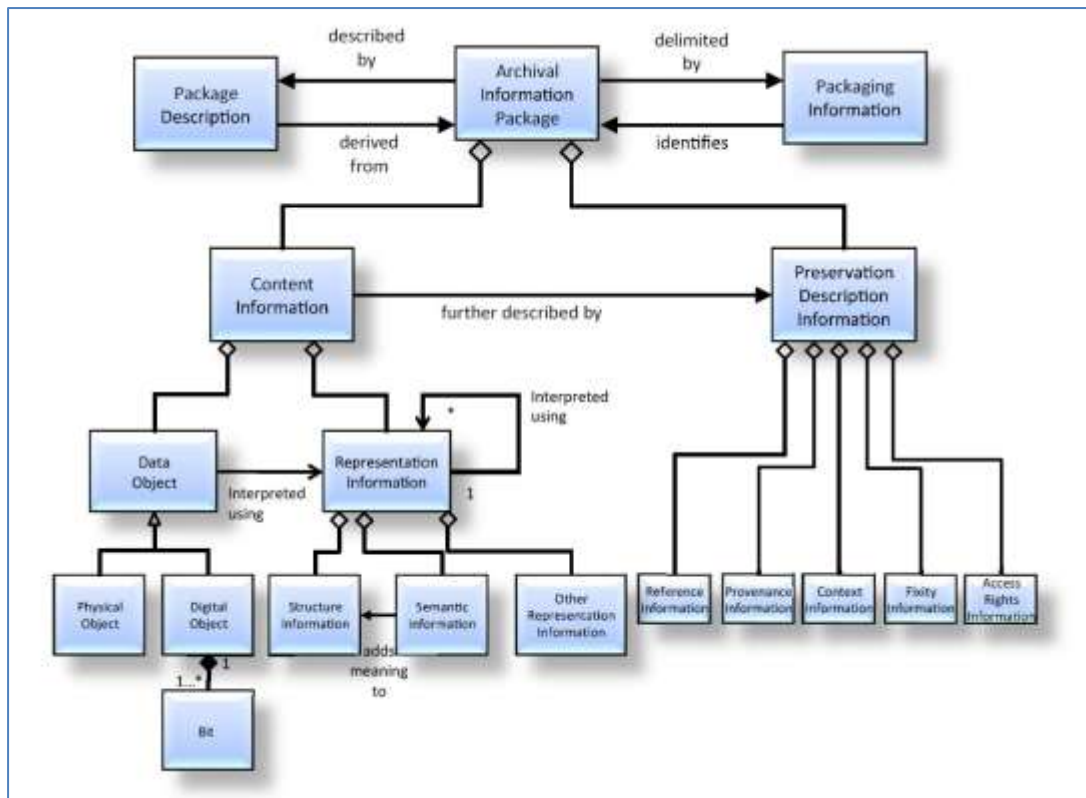 described
by
delimited
by
Package
Description
Archival
Information
Package
Packaging
Information
derived
from
identifies
Content
Information
further described by
Preservation
Description
Information
Interpreted
using
*
Data
Object
Interpreted
using
Representation
Information
1
Physical
Object
Digital
Object
Structure
Information
Semantic
Information
Other
Representation
Information
Reference
Information
Provenance
Information
Context
Information
Fixity
Information
Access
Rights
Information
adds
meaning
to
1
1...*
Bit